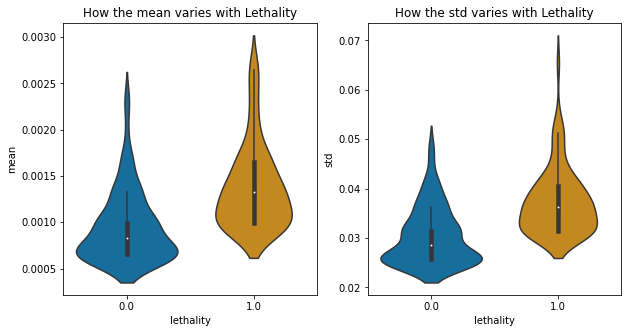 How the mean varies with Lethality
0.0030
0.0025
0.0020
0.0015
0.0010
0.0005
mean
0.0
1.0
lethality
How the std varies with Lethality
0.07
0.06
0.05
0.04
0.03
0.02
std
0.0
1.0
lethality